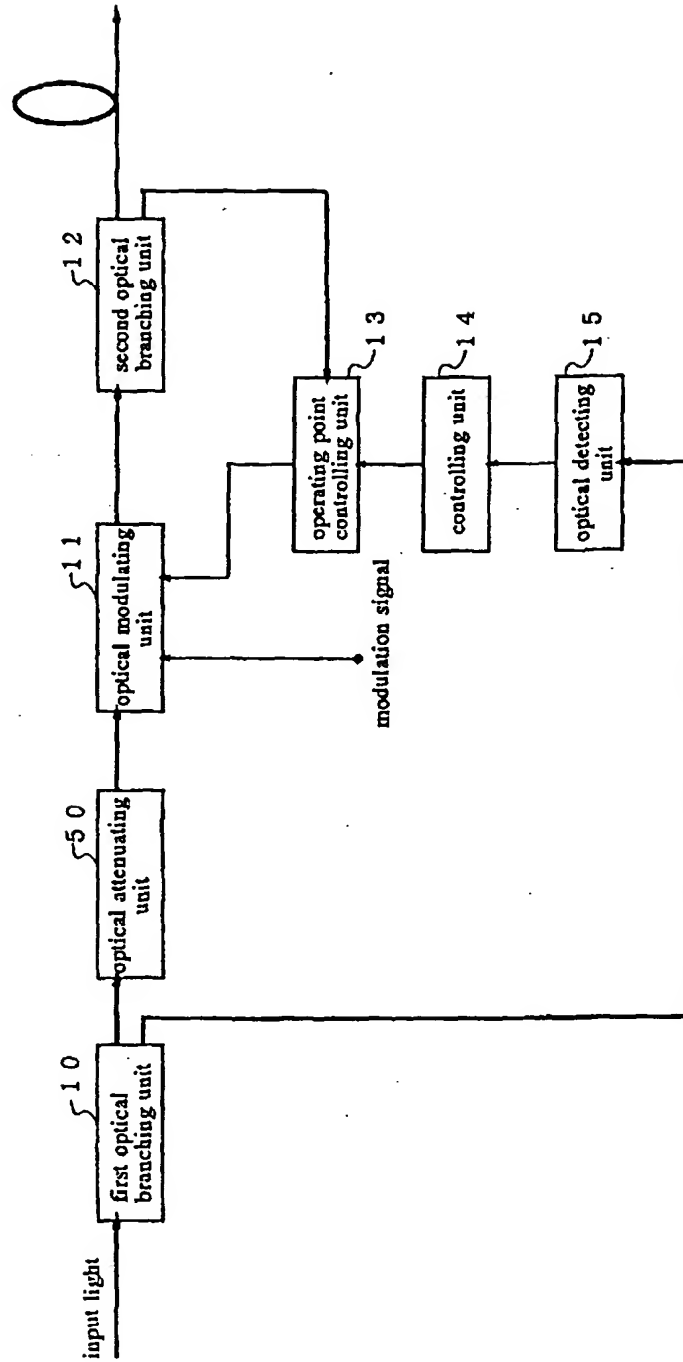 input light
10
first optical
branching unit
50
optical attenuating
unit
11
optical modulating
unit
modulation signal
12
second optical
branching unit
operating point
controlling unit
13
controlling unit
14
optical detecting
unit
15